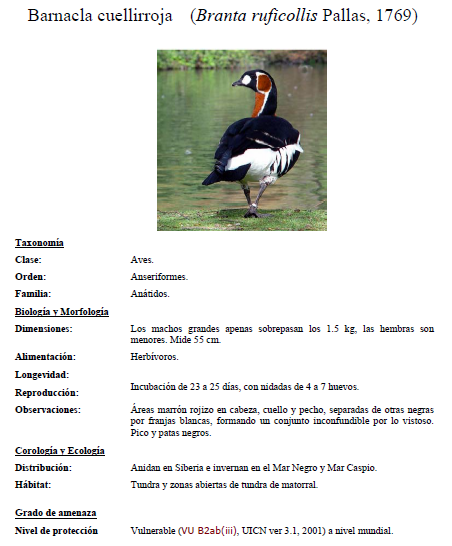 Barnacla cuellirroja (Branta ruficollis Pallas, 1769)
Taxonomía
Clase: Aves.
Orden: Anseriformes.
Familia: Anátidos.
Biología y Morfología
Dimensiones: Los machos grandes apenas sobrepasan los 1.5 kg, las hembras son
menores. Mide 55 cm.
Alimentación: Herbívoros.
Longevidad:
Reproducción: Incubación de 23 a 25 días, con nidadas de 4 a 7 huevos.
Observaciones: Áreas marrón rojizo en cabeza, cuello y pecho, separadas de otras negras
por franjas blancas, formando un conjunto inconfundible por lo vistoso.
Pico y patas negros.
Corología y Ecología
Distribución: Anidan en Siberia e invernan en el Mar Negro y Mar Caspio.
Hábitat: Tundra y zonas abiertas de tundra de matorral.
Grado de amenaza
Nivel de protección Vulnerable (VU B2ab(iii), UICN ver 3.1, 2001) a nivel mundial.